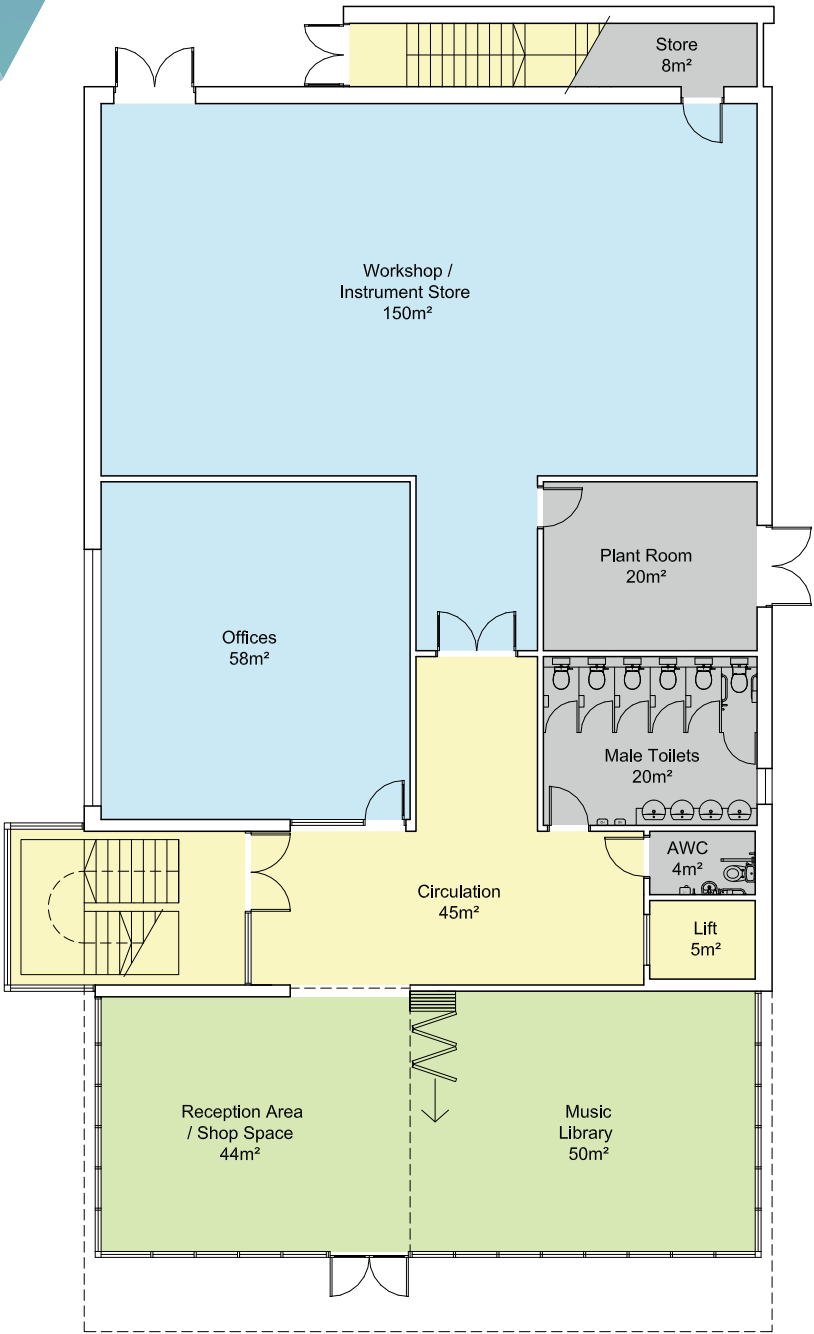 Store
8m²
Workshop /
Instrument Store
150m²
Plant Room
20m²
Offices
58m²
Male Toilets
20m²
AWC
4m²
Circulation
45m²
Lift
5m²
Reception Area
/ Shop Space
44m²
Music
Library
50m²